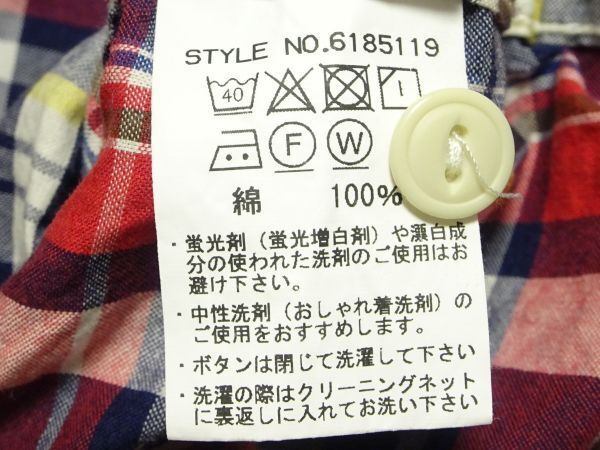 STYLE NO.6185119
40
F W
綿 100%
・蛍光剤（蛍光増白剤）や漂白成
分の使われた洗剤のご使用はお
避け下さい。
・中性洗剤（おしゃれ着洗剤）の
ご使用をおすすめします。
・ボタンは閉じて洗濯して下さい
・洗濯の際はクリーニングネット
に裏返しに入れてお洗い下さい